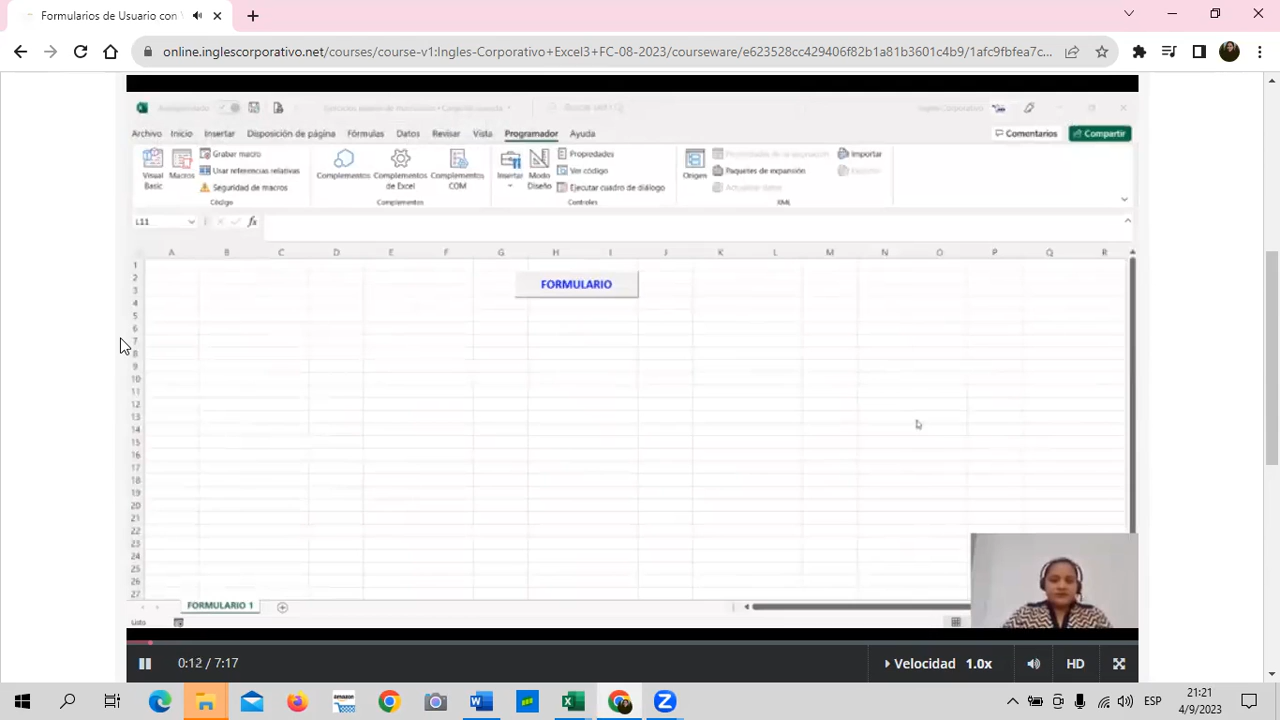 Formularios de Usuario con
online.inglescorporativo.net/courses/course-v1:Ingles-Corporativo+Excel3+FC-08-2023/courseware/e623528cc429406f82b1a81b3601c4b9/1afc9fbfea7c...
Archivo Inicio Insertar Disposición de página Fórmulas Datos Revisar Vista Programador Ayuda Comentarios Compartir
Visual Basic
Macros
Grabar macro
Usar referencias relativas
Seguridad de macros
Código
Complementos
Complementos de Excel
Complementos COM
Complementos
Insertar
Modo Diseño
Propiedades
Ver código
Ejecutar cuadro de diálogo
Controles
Origen
Paquetes de expansión
Importar
XML
L11
fx
A B C D E F G H I J K L M N O P Q R
1
2
3
4
5
6
7
8
9
10
11
12
13
14
15
16
17
18
19
20
21
22
23
24
25
26
27
FORMULARIO
FORMULARIO 1
Listo
0:12 / 7:17
Velocidad 1.0x
HD
ESP
21:21
4/9/2023